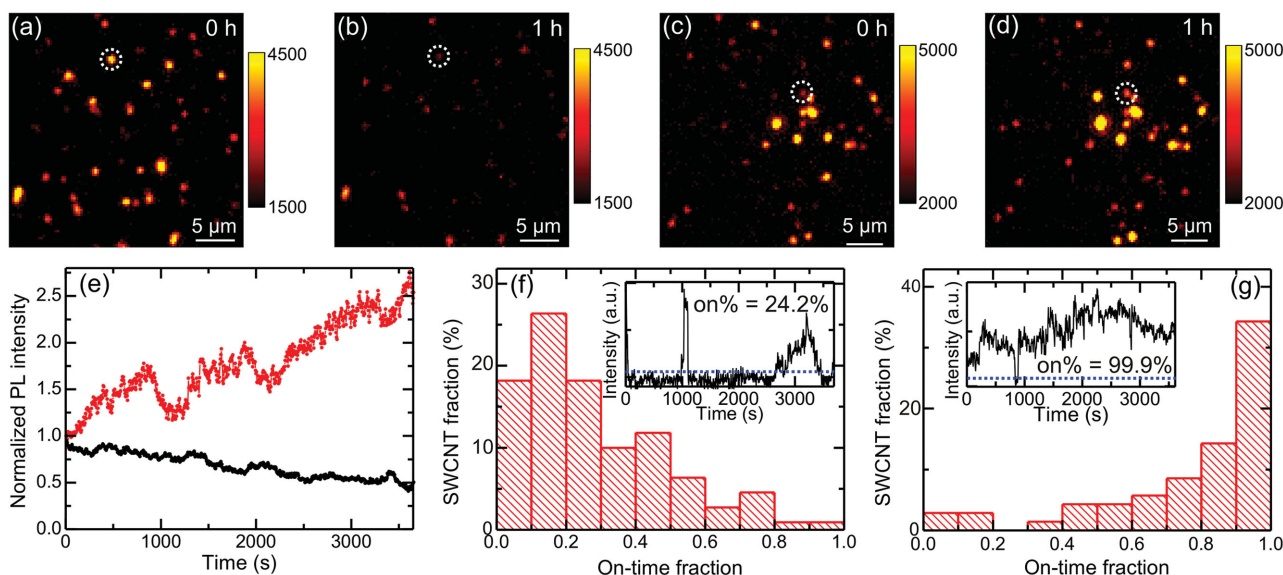 (a) 0 h
4500
1500
5 μm
(b) 1 h
4500
1500
5 μm
(c) 0 h
5000
2000
5 μm
(d) 1 h
5000
2000
5 μm
(e)
Normalized PL intensity
2.5
2.0
1.5
1.0
0.5
0.0
0 1000 2000 3000
Time (s)
(f)
SWCNT fraction (%)
30
20
10
0
0.0 0.2 0.4 0.6 0.8 1.0
On-time fraction
Intensity (a.u.)
on% = 24.2%
0 1000 2000 3000
Time (s)
(g)
SWCNT fraction (%)
40
20
0
0.0 0.2 0.4 0.6 0.8 1.0
On-time fraction
Intensity (a.u.)
on% = 99.9%
0 1000 2000 3000
Time (s)